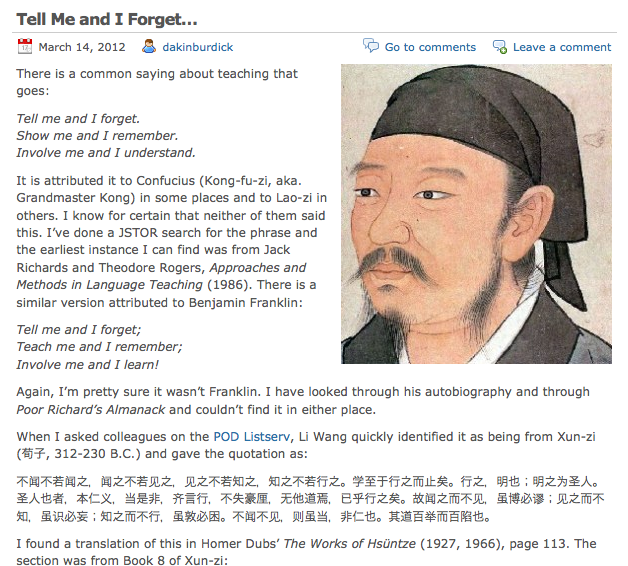 Tell Me and I Forget…
March 14, 2012 dakinburdick Go to comments Leave a comment
There is a common saying about teaching that
goes:
Tell me and I forget.
Show me and I remember.
Involve me and I understand.
It is attributed it to Confucius (Kong-fu-zi, aka.
Grandmaster Kong) in some places and to Lao-zi in
others. I know for certain that neither of them said
this. I’ve done a JSTOR search for the phrase and
the earliest instance I can find was from Jack
Richards and Theodore Rogers, Approaches and
Methods in Language Teaching (1986). There is a
similar version attributed to Benjamin Franklin:
Tell me and I forget;
Teach me and I remember;
Involve me and I learn!
Again, I’m pretty sure it wasn’t Franklin. I have looked through his autobiography and through
Poor Richard’s Almanack and couldn’t find it in either place.
When I asked colleagues on the POD Listserv, Li Wang quickly identified it as being from Xun-zi
(荀子, 312-230 B.C.) and gave the quotation as:
不闻不若闻之，闻之不若见之，见之不若知之，知之不若行之。学至于行之而止矣。行之，明也；明之为圣人。
圣人也者，本仁义，当是非，齐言行，不失豪厘，无他道焉，已乎行之矣。故闻之而不见，虽博必谬；见之而不
知，虽识必妄；知之而不行，虽敦必困。不闻不见，则虽当，非仁也。其道百举而百陷也。
I found a translation of this in Homer Dubs’ The Works of Hsüntze (1927, 1966), page 113. The
section was from Book 8 of Xun-zi: